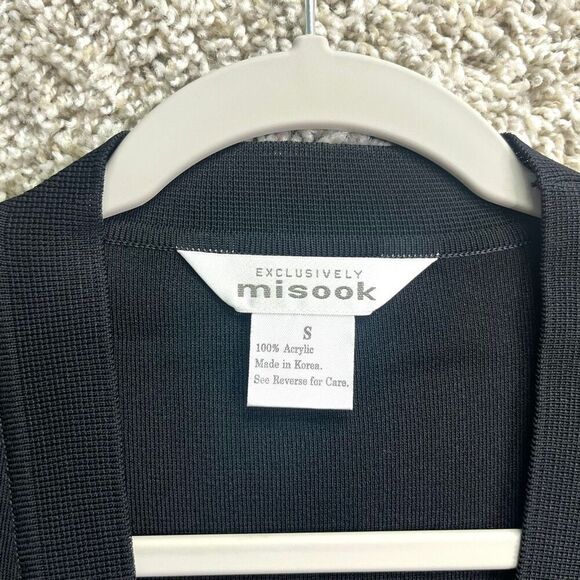 EXCLUSIVELY
misook
S
100% Acrylic
Made in Korea.
See Reverse for Care.